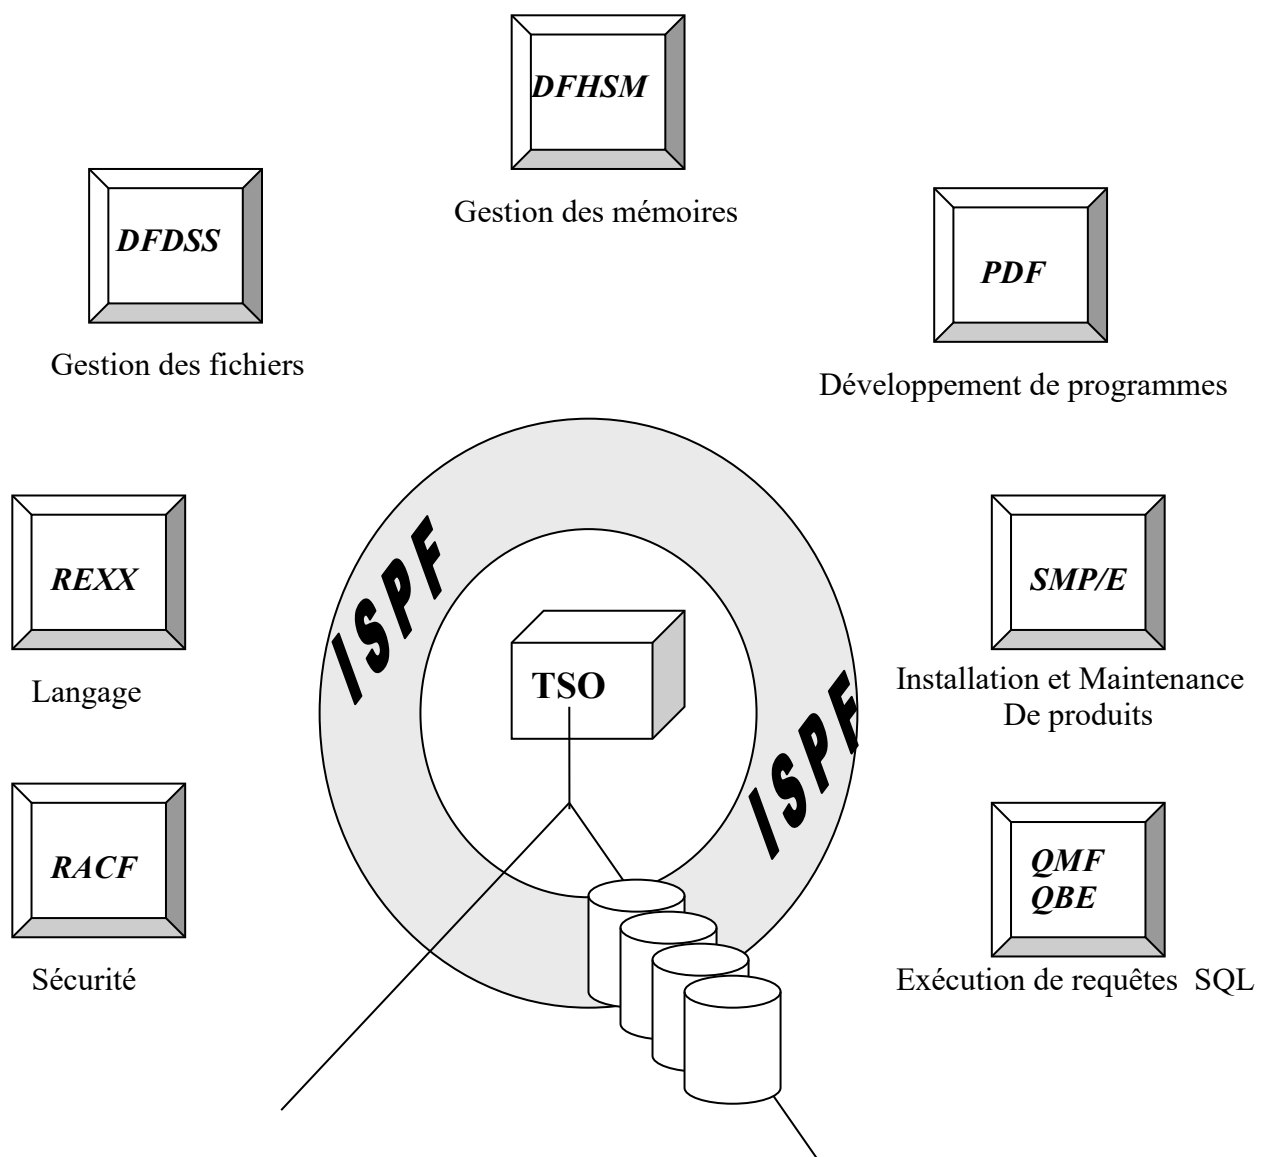 DFHSM
Gestion des mémoires
DFDSS
Gestion des fichiers
PDF
Développement de programmes
ISPF
REXX
Langage
TSO
SMP/E
Installation et Maintenance
De produits
ISPF
RACF
Sécurité
QMF
QBE
Exécution de requêtes  SQL